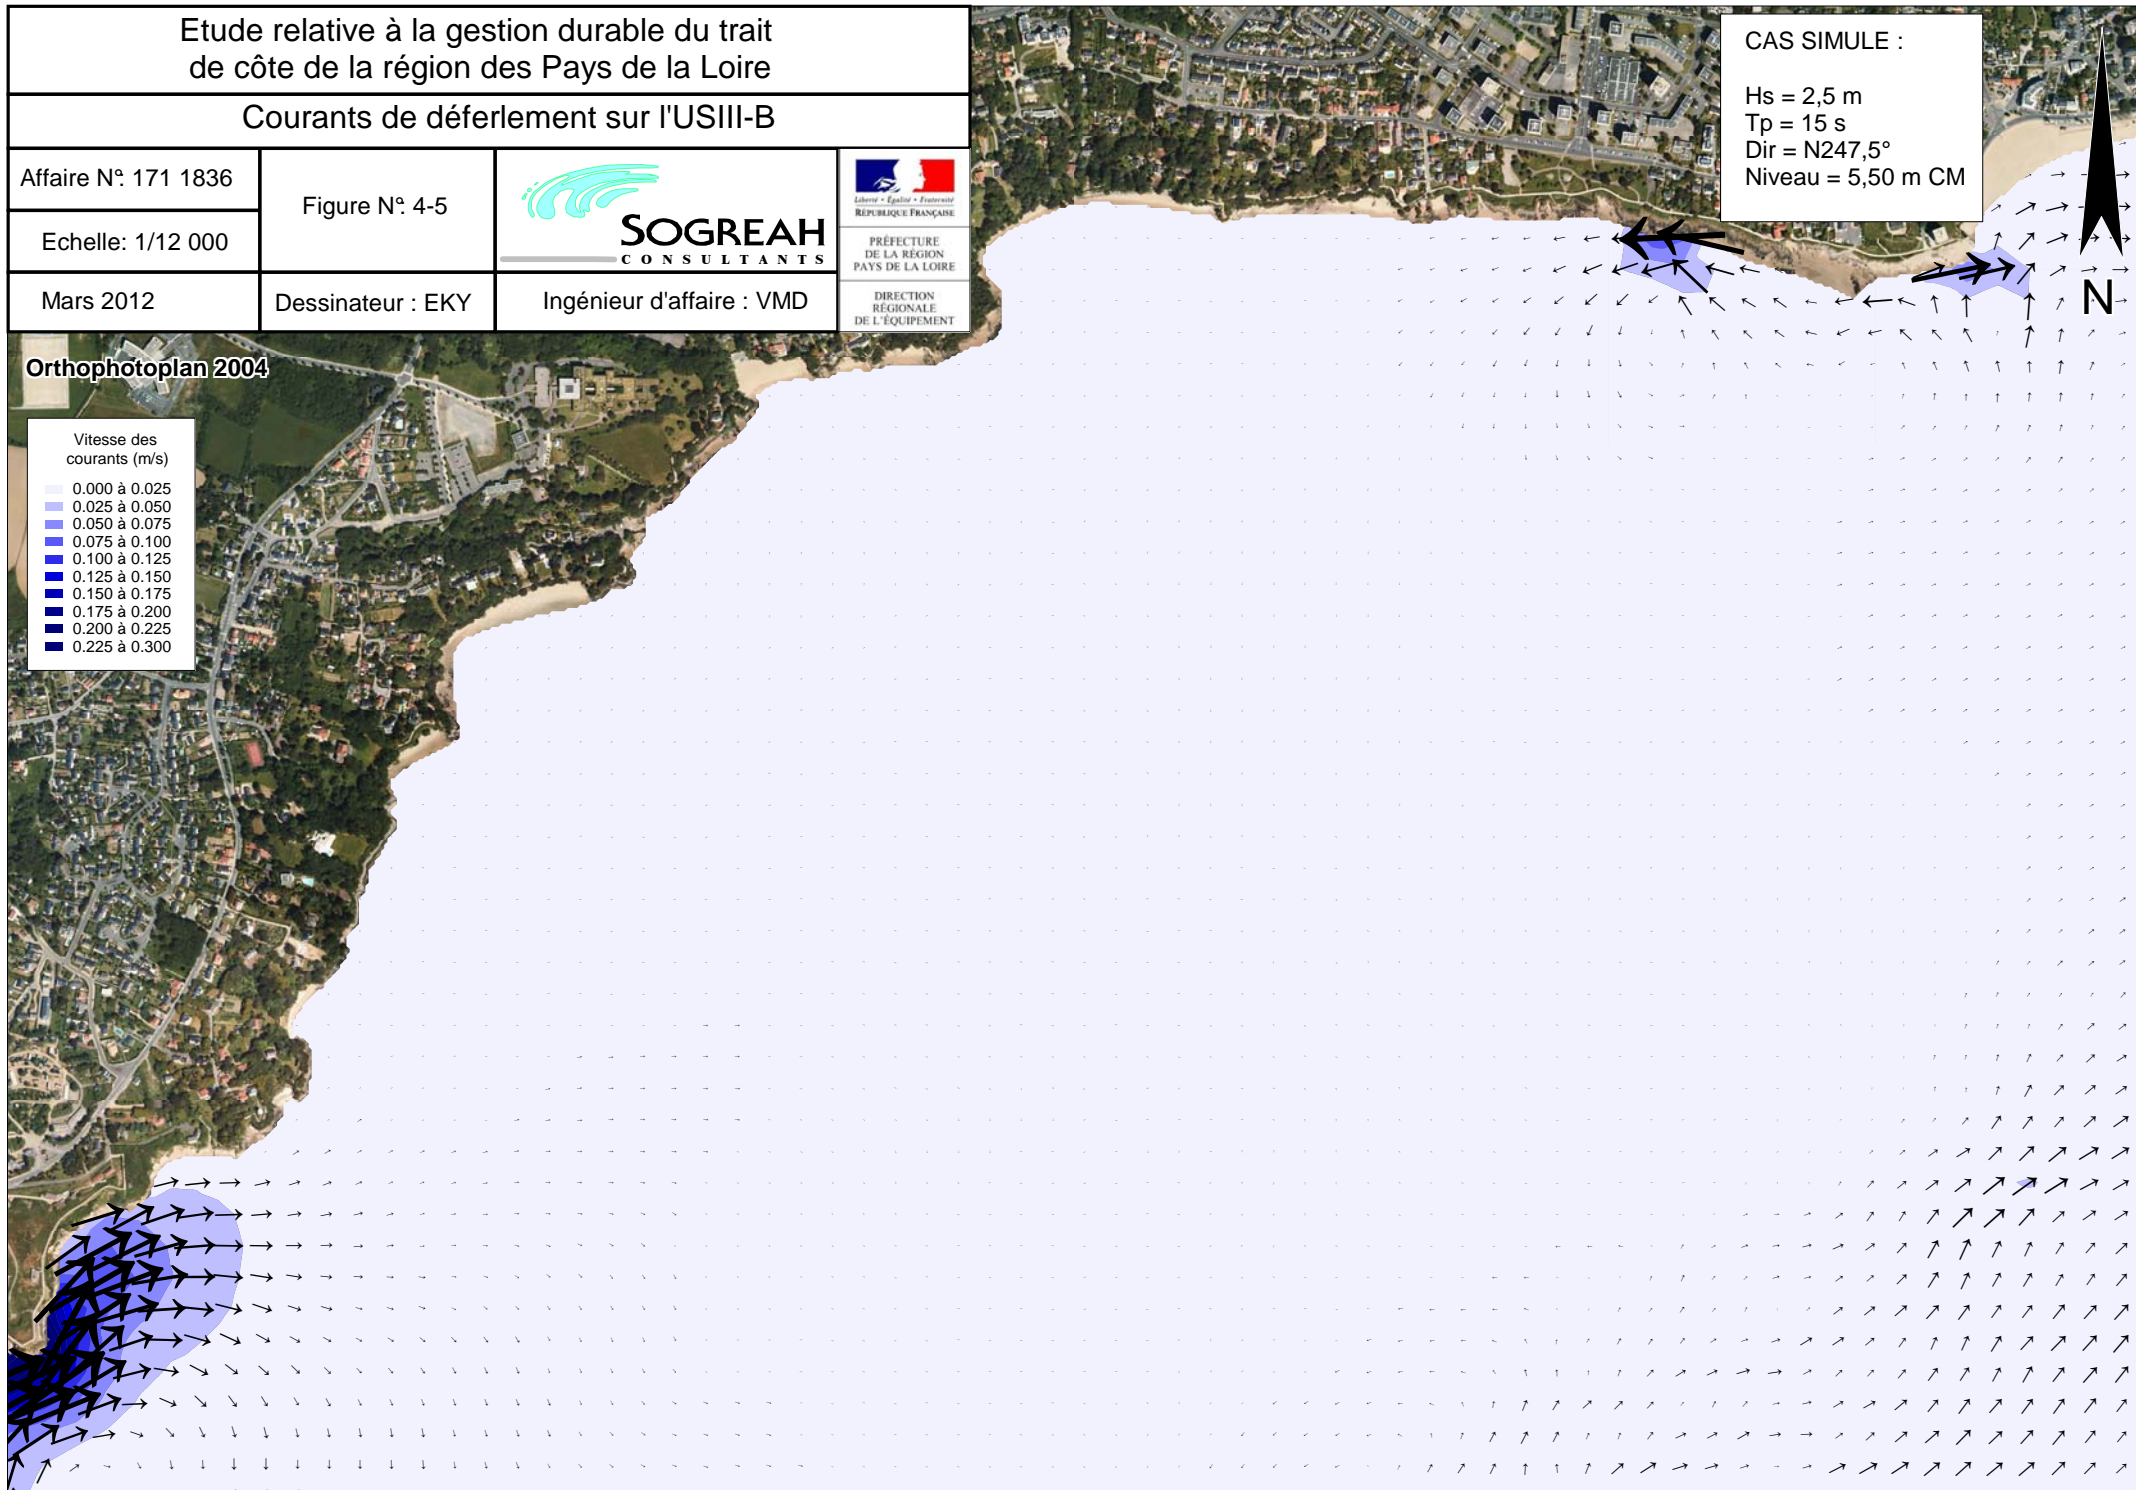 Etude relative à la gestion durable du trait
de côte de la région des Pays de la Loire
Courants de déferlement sur l'USIII-B
Affaire N°: 171 1836
Echelle: 1/12 000
Mars 2012
Figure N°: 4-5
Dessinateur : EKY
SOGREAH
CONSULTANTS
Ingénieur d'affaire : VMD
Liberté • Égalité • Fraternité
RÉPUBLIQUE FRANÇAISE
PRÉFECTURE
DE LA RÉGION
PAYS DE LA LOIRE
DIRECTION
RÉGIONALE
DE L'ÉQUIPEMENT
CAS SIMULE :
Hs = 2,5 m
Tp = 15 s
Dir = N247,5°
Niveau = 5,50 m CM
N
Orthophotoplan 2004
Vitesse des
courants (m/s)
0.000 à 0.025
0.025 à 0.050
0.050 à 0.075
0.075 à 0.100
0.100 à 0.125
0.125 à 0.150
0.150 à 0.175
0.175 à 0.200
0.200 à 0.225
0.225 à 0.300